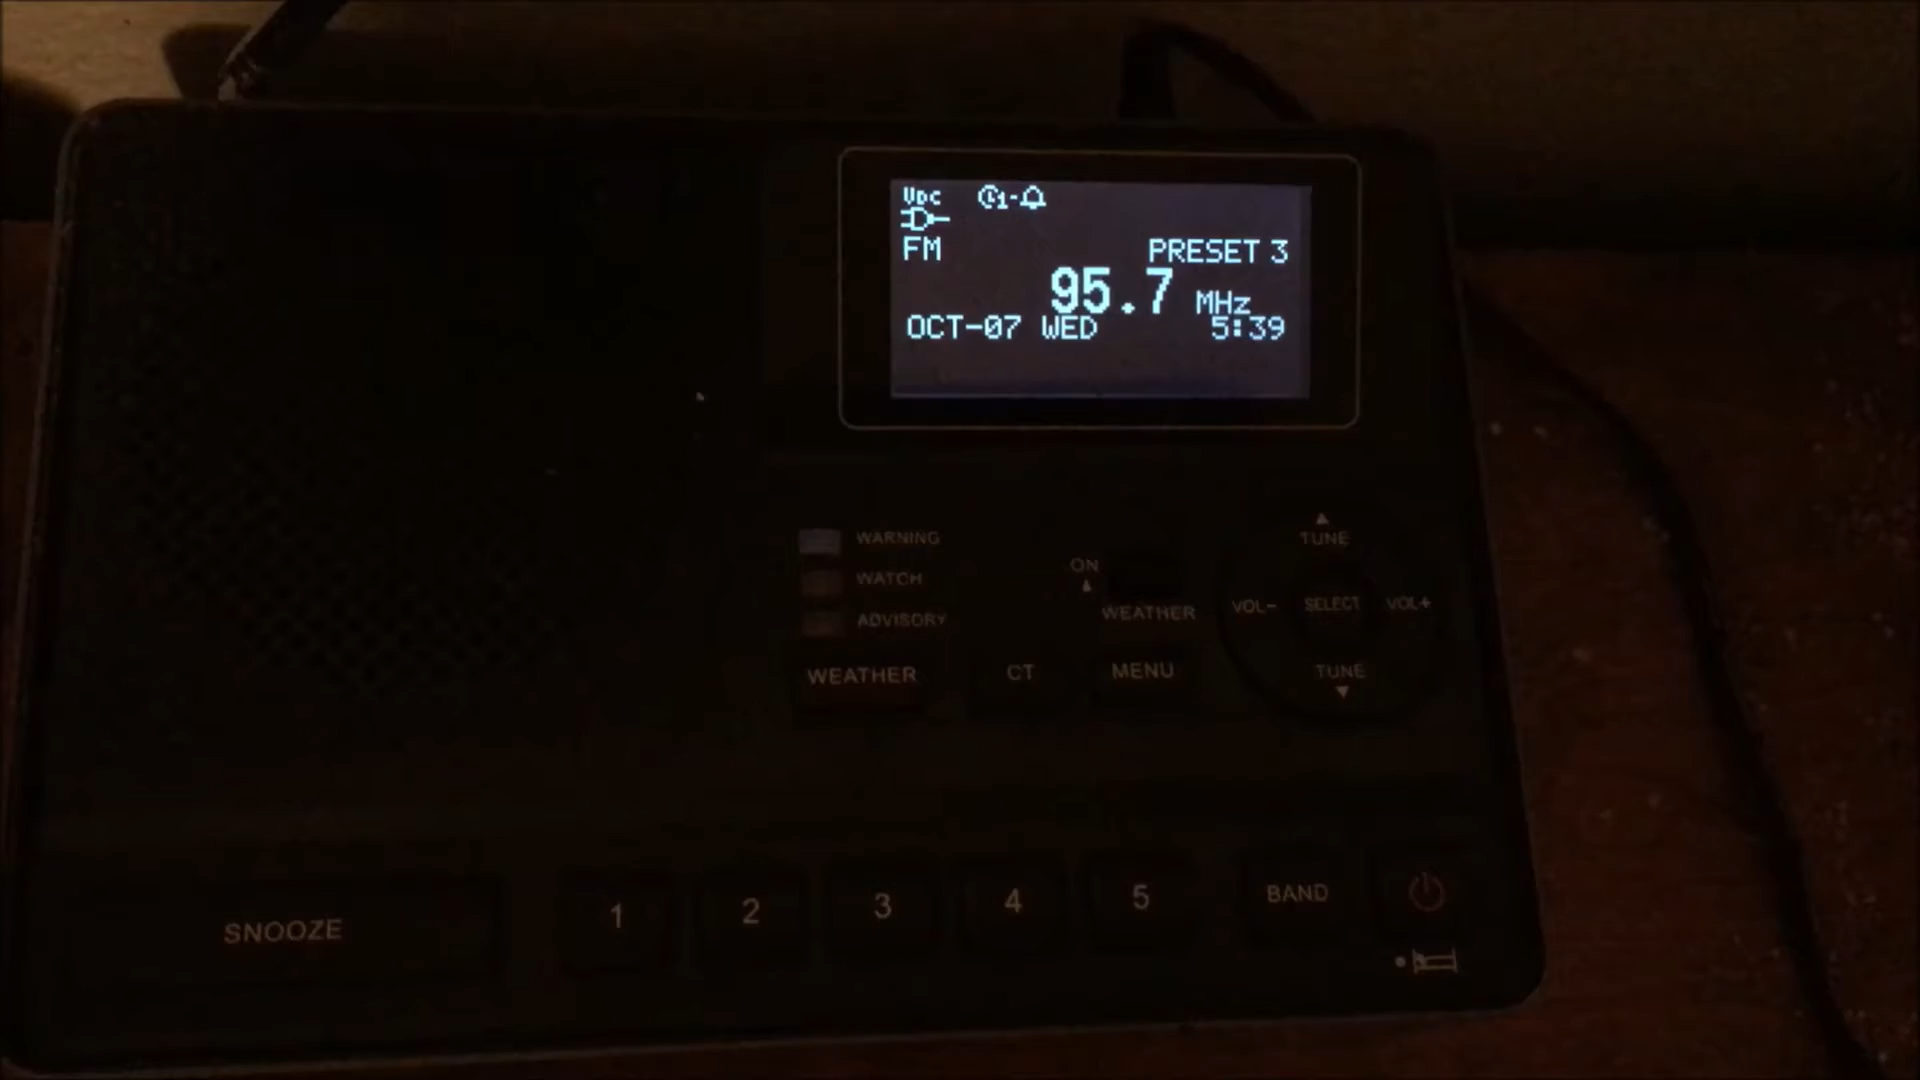 VDC 1-
FM PRESET 3
95.7 MHz
OCT-07 WED 5:39
WARNING
WATCH
ADVISORY
WEATHER
CT
ON
WEATHER
MENU
TUNE
VOL- SELECT VOL+
TUNE
SNOOZE 1 2 3 4 5 BAND